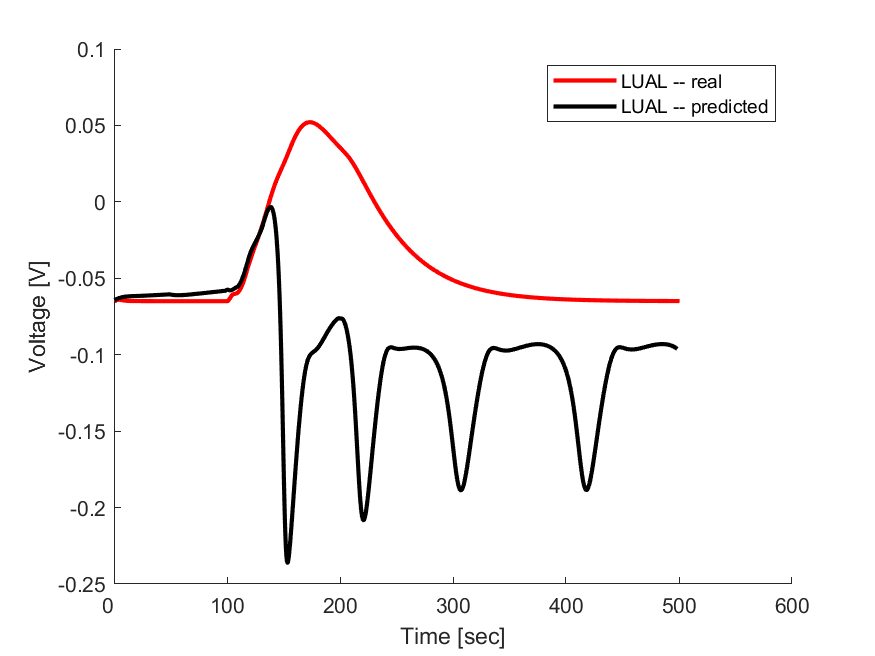 0.1
0.05
0
-0.05
-0.1
-0.15
-0.2
-0.25
Voltage [V]
LUAL -- real
LUAL -- predicted
0 100 200 300 400 500 600
Time [sec]